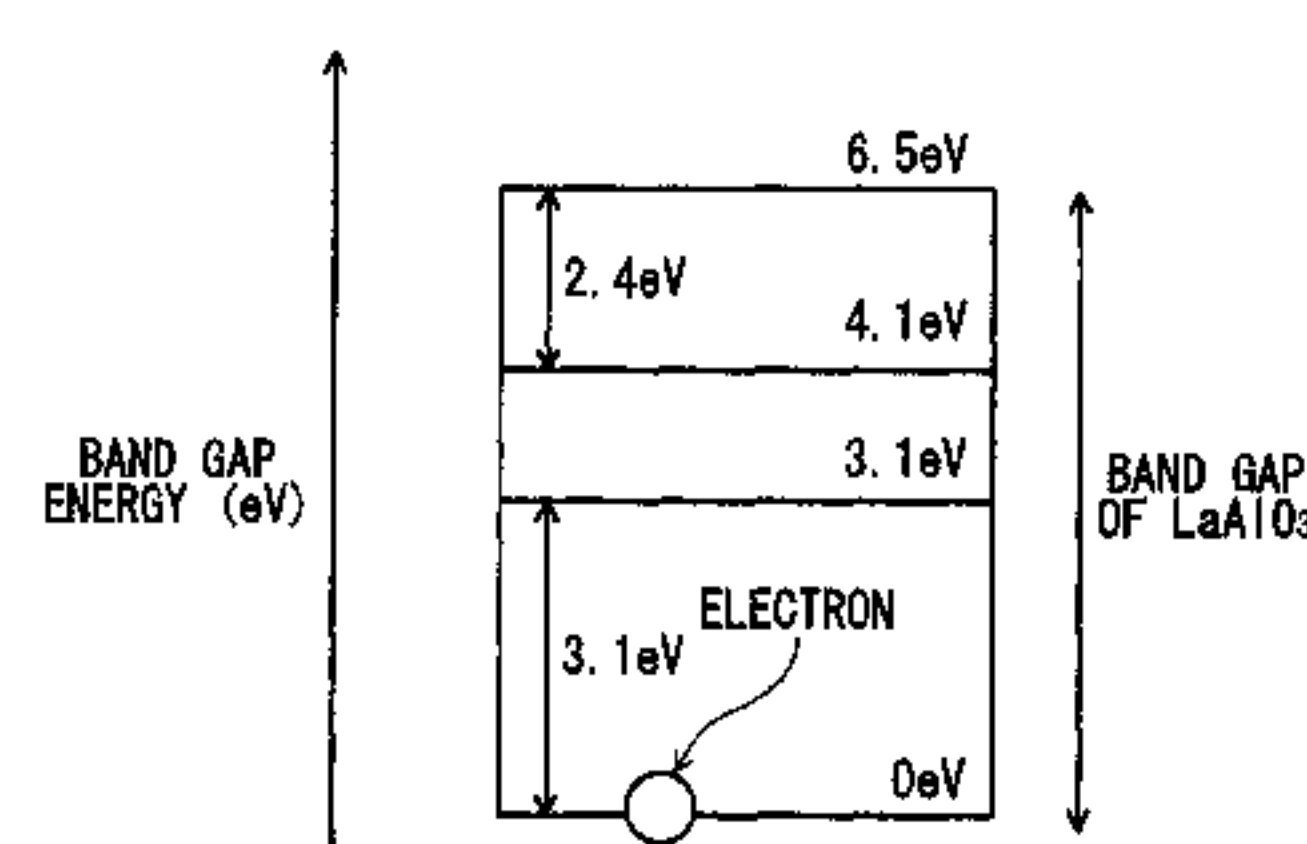 6.5eV
2.4eV
4.1eV
BAND GAP
ENERGY (eV)
3.1eV
BAND GAP
OF LaAlO3
ELECTRON
3.1eV
0eV